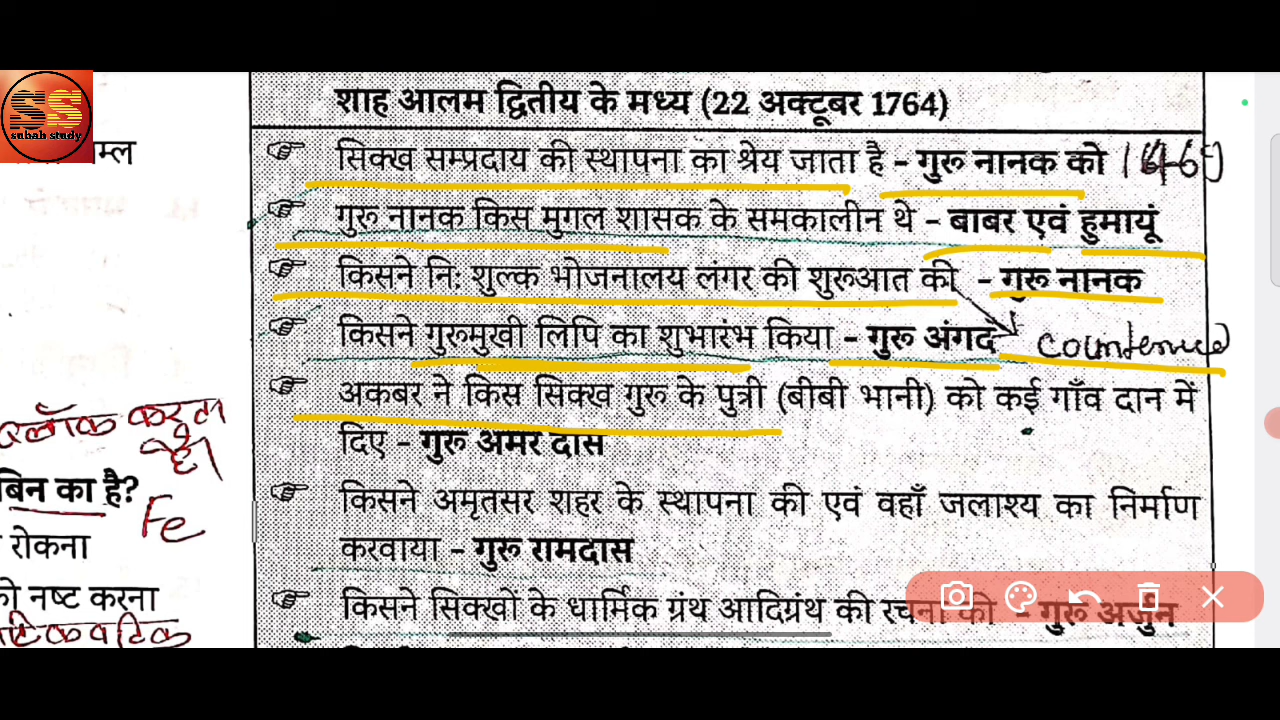 शाह आलम द्वितीय के मध्य (22 अक्टूबर 1764)
SS
subah study
म्ल
सिक्ख सम्प्रदाय की स्थापना का श्रेय जाता है - गुरू नानक को
गुरू नानक किस मुगल शासक के समकालीन थे - बाबर एवं हुमायूं
किसने नि: शुल्क भोजनालय लंगर की शुरूआत की - गुरू नानक
किसने गुरुमुखी लिपि का शुभारंभ किया - गुरू अंगद
अकबर ने किस सिक्ख गुरू के पुत्री (बीबी भानी) को कई गाँव दान में
दिए - गुरू अमर दास
करता
है।
बिन का है?
Fe
किसने अमृतसर शहर के स्थापना की एवं वहाँ जलाश्य का निर्माण
रोकना
करवाया - गुरू रामदास
नष्ट करना
किसने सिक्खो के धार्मिक ग्रंथ आदिग्रंथ की रचना की - गुरू अर्जुन